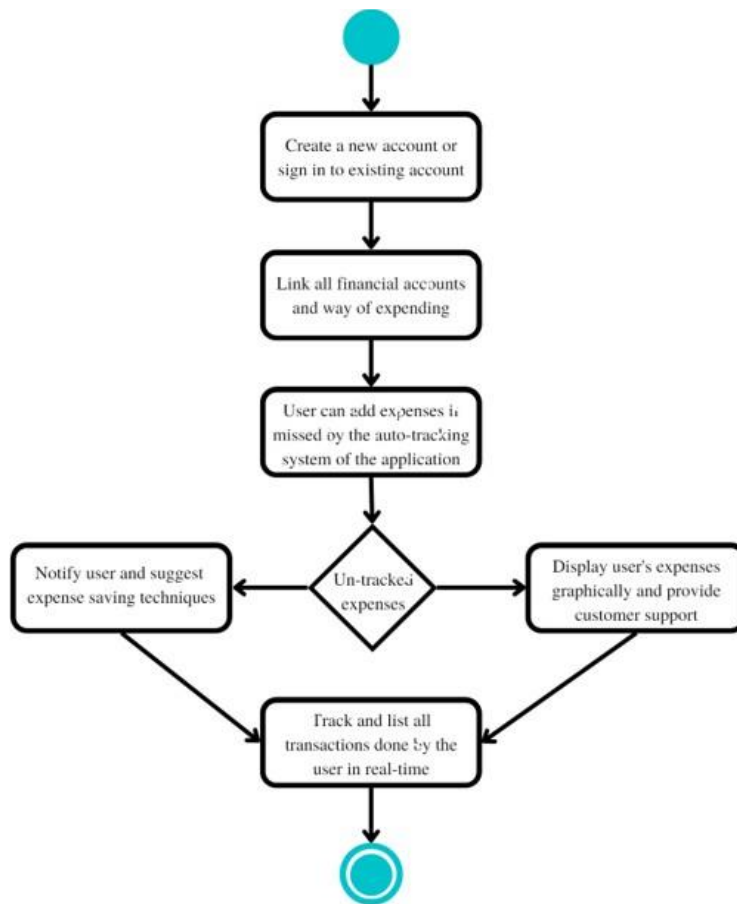 Create a new account or
sign in to existing account
Link all financial accounts
and way of expending
User can add expenses if
missed by the auto-tracking
system of the application
Un-tracked
expenses
Notify user and suggest
expense saving techniques
Display user's expenses
graphically and provide
customer support
Track and list all
transactions done by the
user in real-time